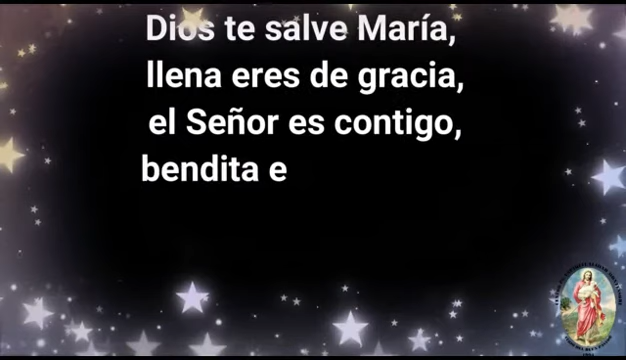 Dios te salve María,
llena eres de gracia,
el Señor es contigo,
bendita e